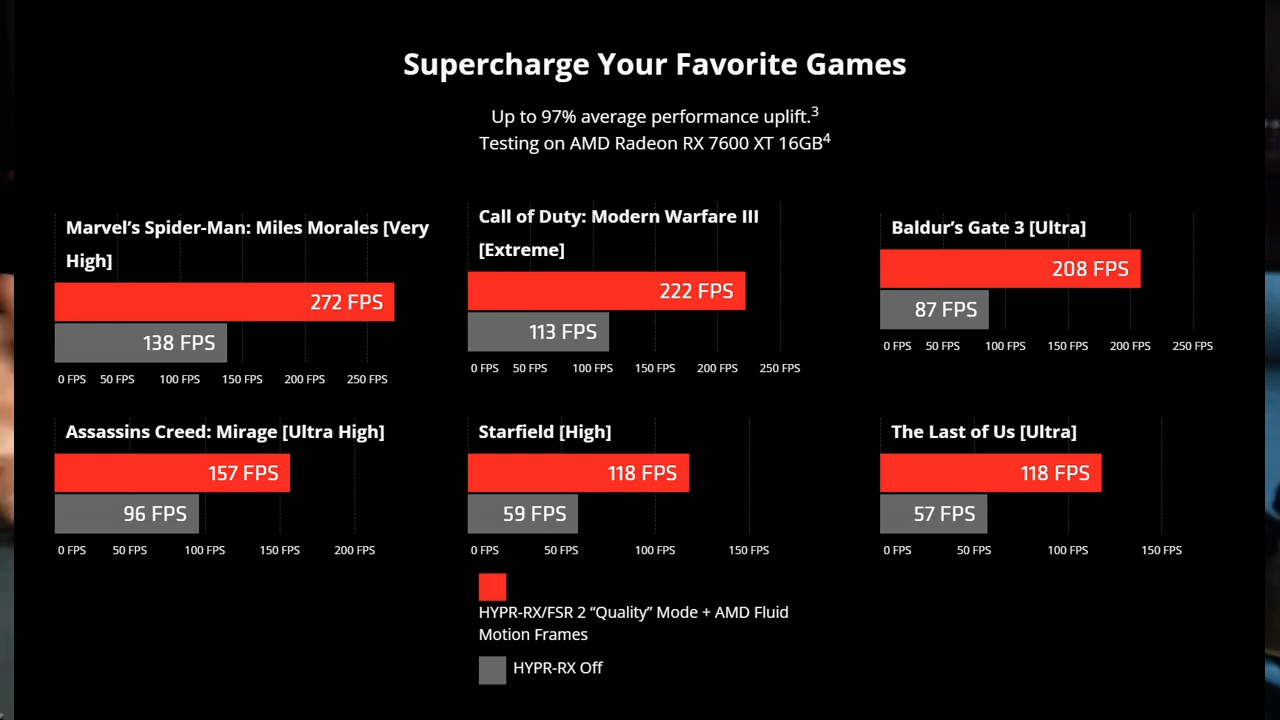 Supercharge Your Favorite Games
Up to 97% average performance uplift.3
Testing on AMD Radeon RX 7600 XT 16GB4
Marvel’s Spider-Man: Miles Morales [Very
High]
272 FPS
138 FPS
0 FPS 50 FPS 100 FPS 150 FPS 200 FPS 250 FPS
Call of Duty: Modern Warfare III
[Extreme]
222 FPS
113 FPS
0 FPS 50 FPS 100 FPS 150 FPS 200 FPS 250 FPS
Baldur’s Gate 3 [Ultra]
208 FPS
87 FPS
0 FPS 50 FPS 100 FPS 150 FPS 200 FPS 250 FPS
Assassins Creed: Mirage [Ultra High]
157 FPS
96 FPS
0 FPS 50 FPS 100 FPS 150 FPS 200 FPS
Starfield [High]
118 FPS
59 FPS
0 FPS 50 FPS 100 FPS 150 FPS
The Last of Us [Ultra]
118 FPS
57 FPS
0 FPS 50 FPS 100 FPS 150 FPS
HYPR-RX/FSR 2 “Quality” Mode + AMD Fluid
Motion Frames
HYPR-RX Off